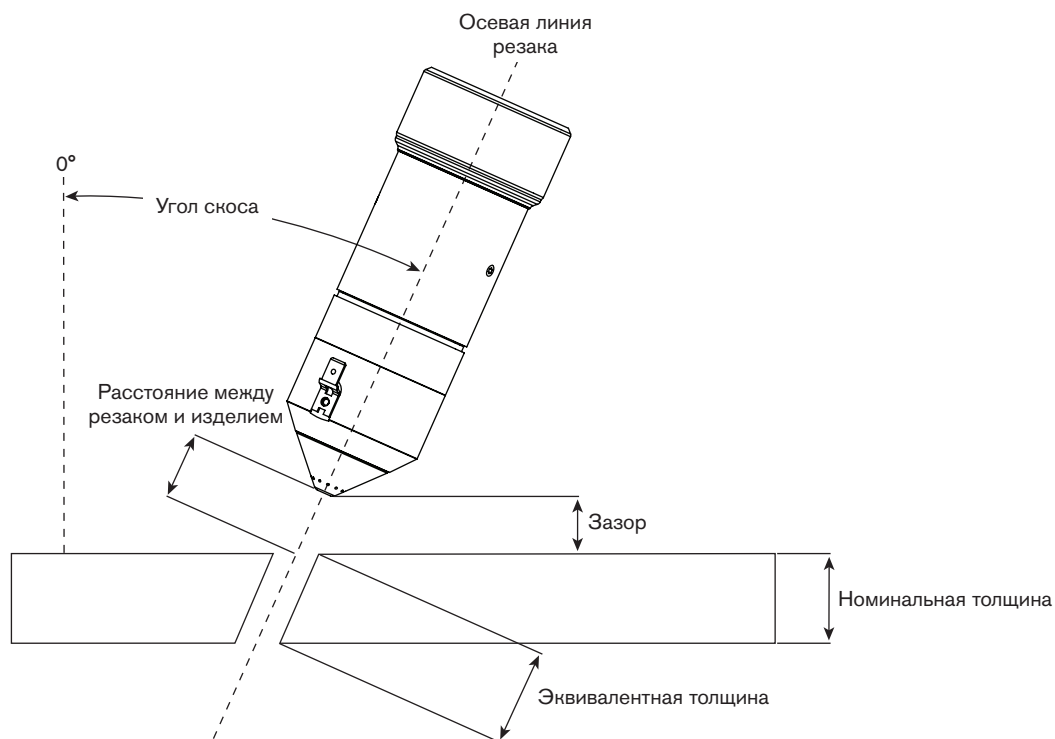 Осевая линия
резака
0°
Угол скоса
Расстояние между
резаком и изделием
Зазор
Номинальная толщина
Эквивалентная толщина